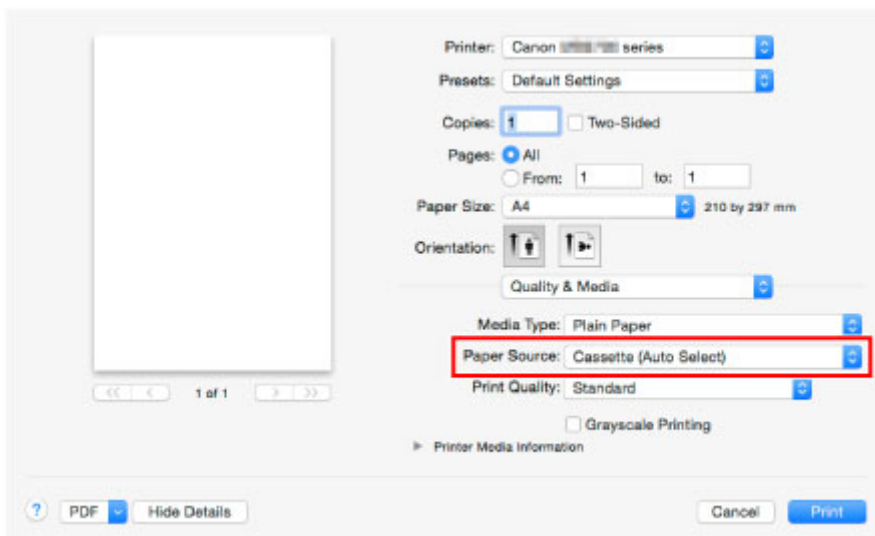 Printer: Canon series
Presets: Default Settings
Copies: 1 Two-Sided
Pages: All
From: 1 to: 1
Paper Size: A4 210 by 297 mm
Orientation:
Quality & Media
Media Type: Plain Paper
Paper Source: Cassette (Auto Select)
Print Quality: Standard
1 of 1
Grayscale Printing
Printer Media Information
? PDF Hide Details Cancel Print